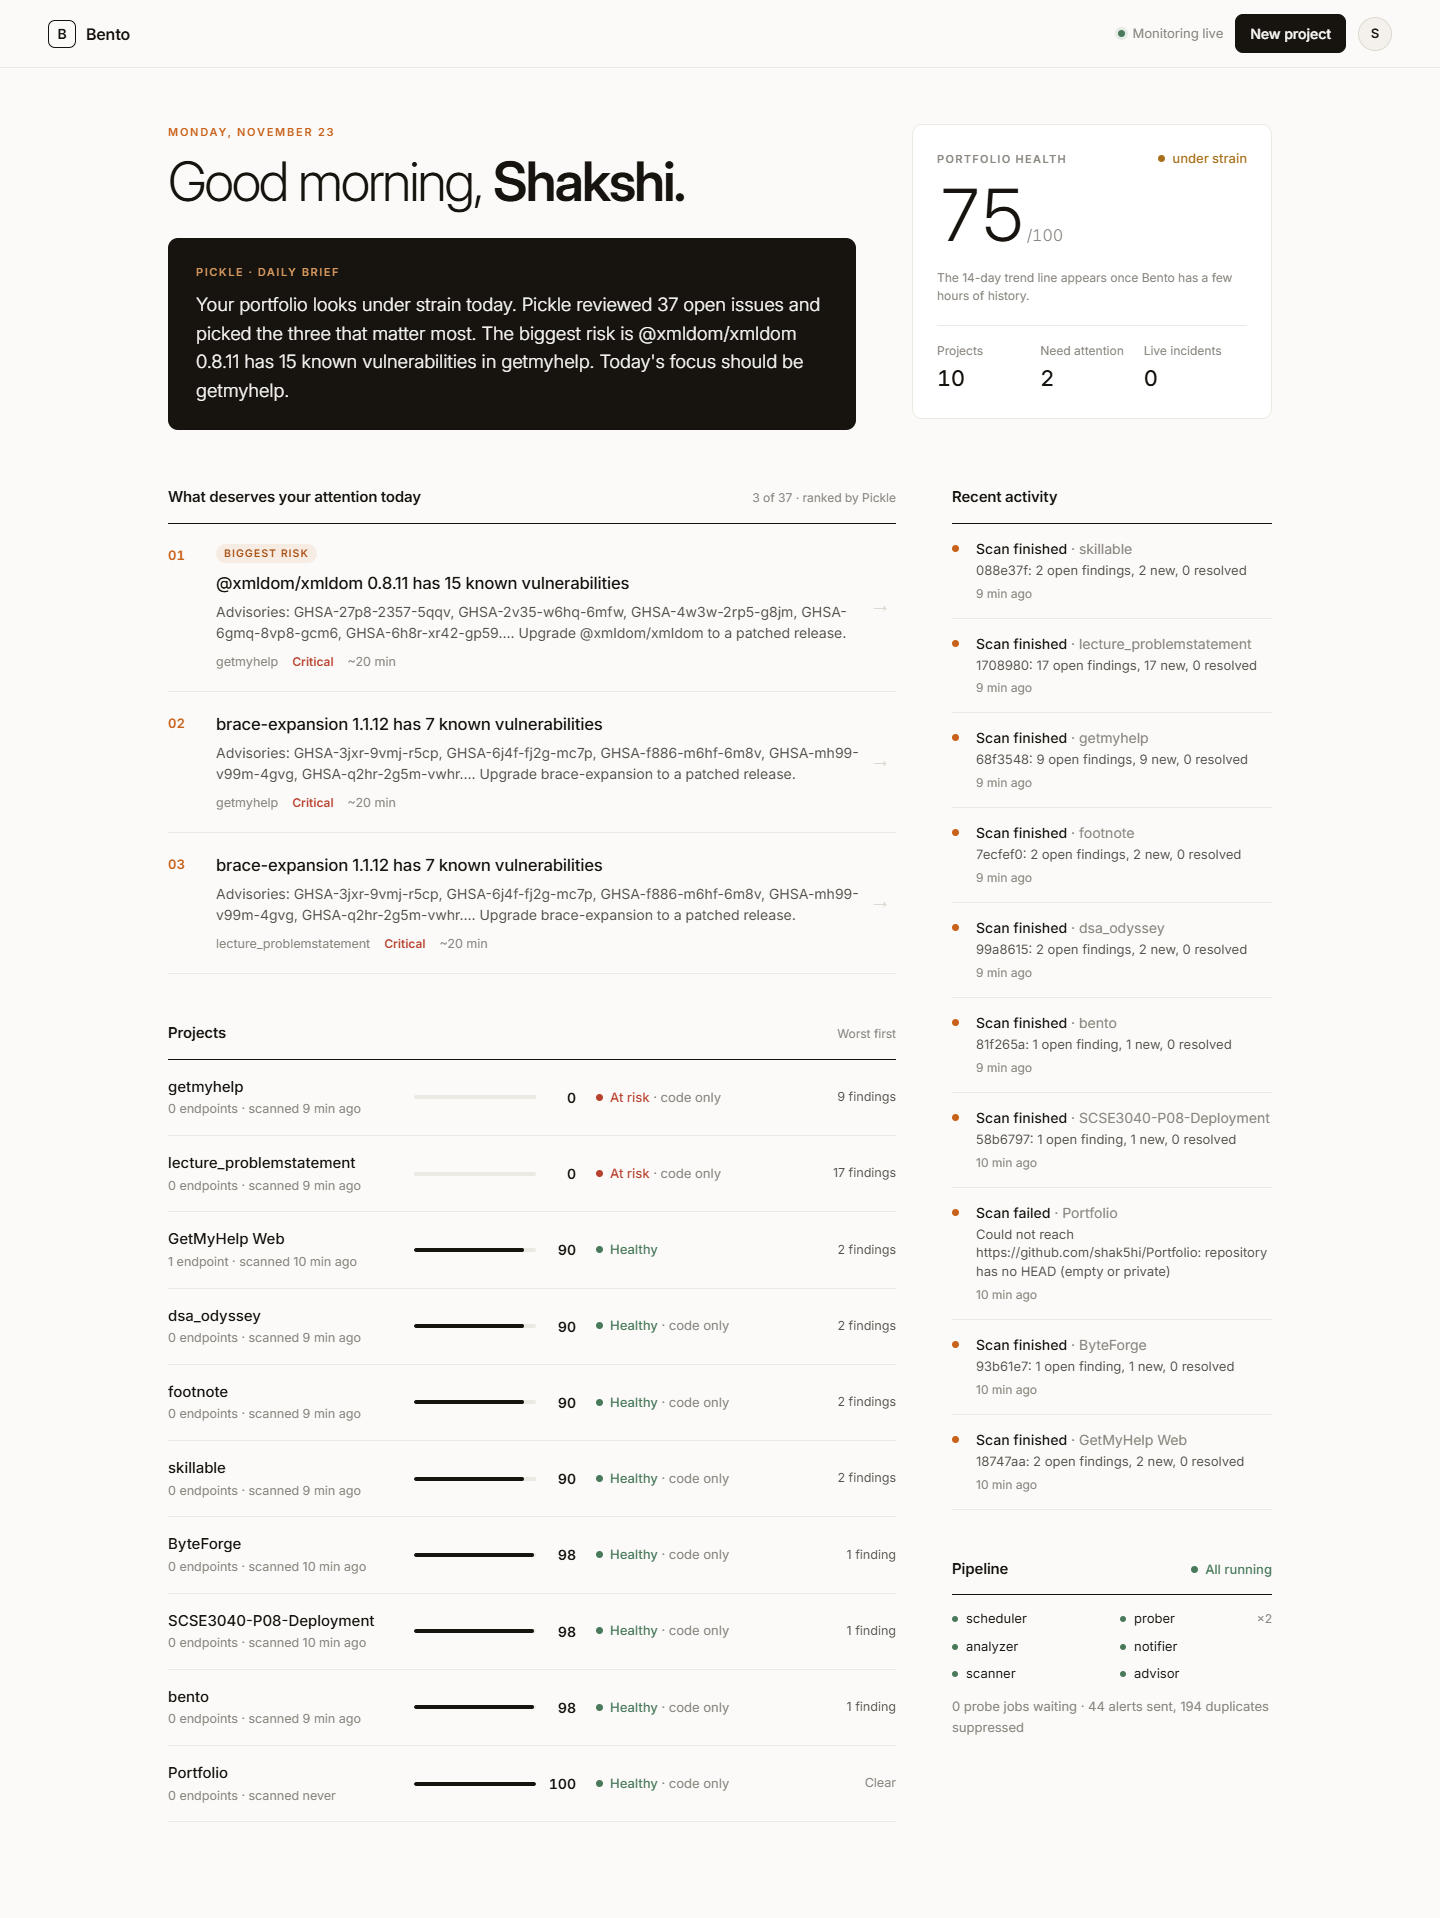 B Bento
Monitoring live
New project
S
MONDAY, NOVEMBER 23
Good morning, Shakshi.
PICKLE · DAILY BRIEF
Your portfolio looks under strain today. Pickle reviewed 37 open issues and
picked the three that matter most. The biggest risk is @xmldom/xmldom
0.8.11 has 15 known vulnerabilities in getmyhelp. Today's focus should be
getmyhelp.
PORTFOLIO HEALTH
under strain
75 /100
The 14-day trend line appears once Bento has a few
hours of history.
Projects Need attention Live incidents
10 2 0
What deserves your attention today
3 of 37 · ranked by Pickle
01
BIGGEST RISK
@xmldom/xmldom 0.8.11 has 15 known vulnerabilities
Advisories: GHSA-27p8-2357-5qqv, GHSA-2v35-w6hq-6mfw, GHSA-4w3w-2rp5-g8jm, GHSA-
6gmq-8vp8-gcm6, GHSA-6h8r-xr42-gp59.... Upgrade @xmldom/xmldom to a patched release.
→
getmyhelp Critical ~20 min
02
brace-expansion 1.1.12 has 7 known vulnerabilities
Advisories: GHSA-3jxr-9vmj-r5cp, GHSA-6j4f-fj2g-mc7p, GHSA-f886-m6hf-6m8v, GHSA-mh99-
v99m-4gvg, GHSA-q2hr-2g5m-vwhr.... Upgrade brace-expansion to a patched release.
→
getmyhelp Critical ~20 min
03
brace-expansion 1.1.12 has 7 known vulnerabilities
Advisories: GHSA-3jxr-9vmj-r5cp, GHSA-6j4f-fj2g-mc7p, GHSA-f886-m6hf-6m8v, GHSA-mh99-
v99m-4gvg, GHSA-q2hr-2g5m-vwhr.... Upgrade brace-expansion to a patched release.
→
lecture_problemstatement Critical ~20 min
Projects
Worst first
getmyhelp
0 endpoints · scanned 9 min ago
0 At risk · code only 9 findings
lecture_problemstatement
0 endpoints · scanned 9 min ago
0 At risk · code only 17 findings
GetMyHelp Web
1 endpoint · scanned 10 min ago
90 Healthy 2 findings
dsa_odyssey
0 endpoints · scanned 9 min ago
90 Healthy · code only 2 findings
footnote
0 endpoints · scanned 9 min ago
90 Healthy · code only 2 findings
skillable
0 endpoints · scanned 9 min ago
90 Healthy · code only 2 findings
ByteForge
0 endpoints · scanned 10 min ago
98 Healthy · code only 1 finding
SCSE3040-P08-Deployment
0 endpoints · scanned 10 min ago
98 Healthy · code only 1 finding
bento
0 endpoints · scanned 9 min ago
98 Healthy · code only 1 finding
Portfolio
0 endpoints · scanned never
100 Healthy · code only Clear
Recent activity
Scan finished · skillable
088e37f: 2 open findings, 2 new, 0 resolved
9 min ago
Scan finished · lecture_problemstatement
1708980: 17 open findings, 17 new, 0 resolved
9 min ago
Scan finished · getmyhelp
68f3548: 9 open findings, 9 new, 0 resolved
9 min ago
Scan finished · footnote
7ecfef0: 2 open findings, 2 new, 0 resolved
9 min ago
Scan finished · dsa_odyssey
99a8615: 2 open findings, 2 new, 0 resolved
9 min ago
Scan finished · bento
81f265a: 1 open finding, 1 new, 0 resolved
9 min ago
Scan finished · SCSE3040-P08-Deployment
58b6797: 1 open finding, 1 new, 0 resolved
10 min ago
Scan failed · Portfolio
Could not reach
https://github.com/shak5hi/Portfolio: repository
has no HEAD (empty or private)
10 min ago
Scan finished · ByteForge
93b61e7: 1 open finding, 1 new, 0 resolved
10 min ago
Scan finished · GetMyHelp Web
18747aa: 2 open findings, 2 new, 0 resolved
10 min ago
Pipeline
All running
scheduler prober ×2
analyzer notifier
scanner advisor
0 probe jobs waiting · 44 alerts sent, 194 duplicates
suppressed